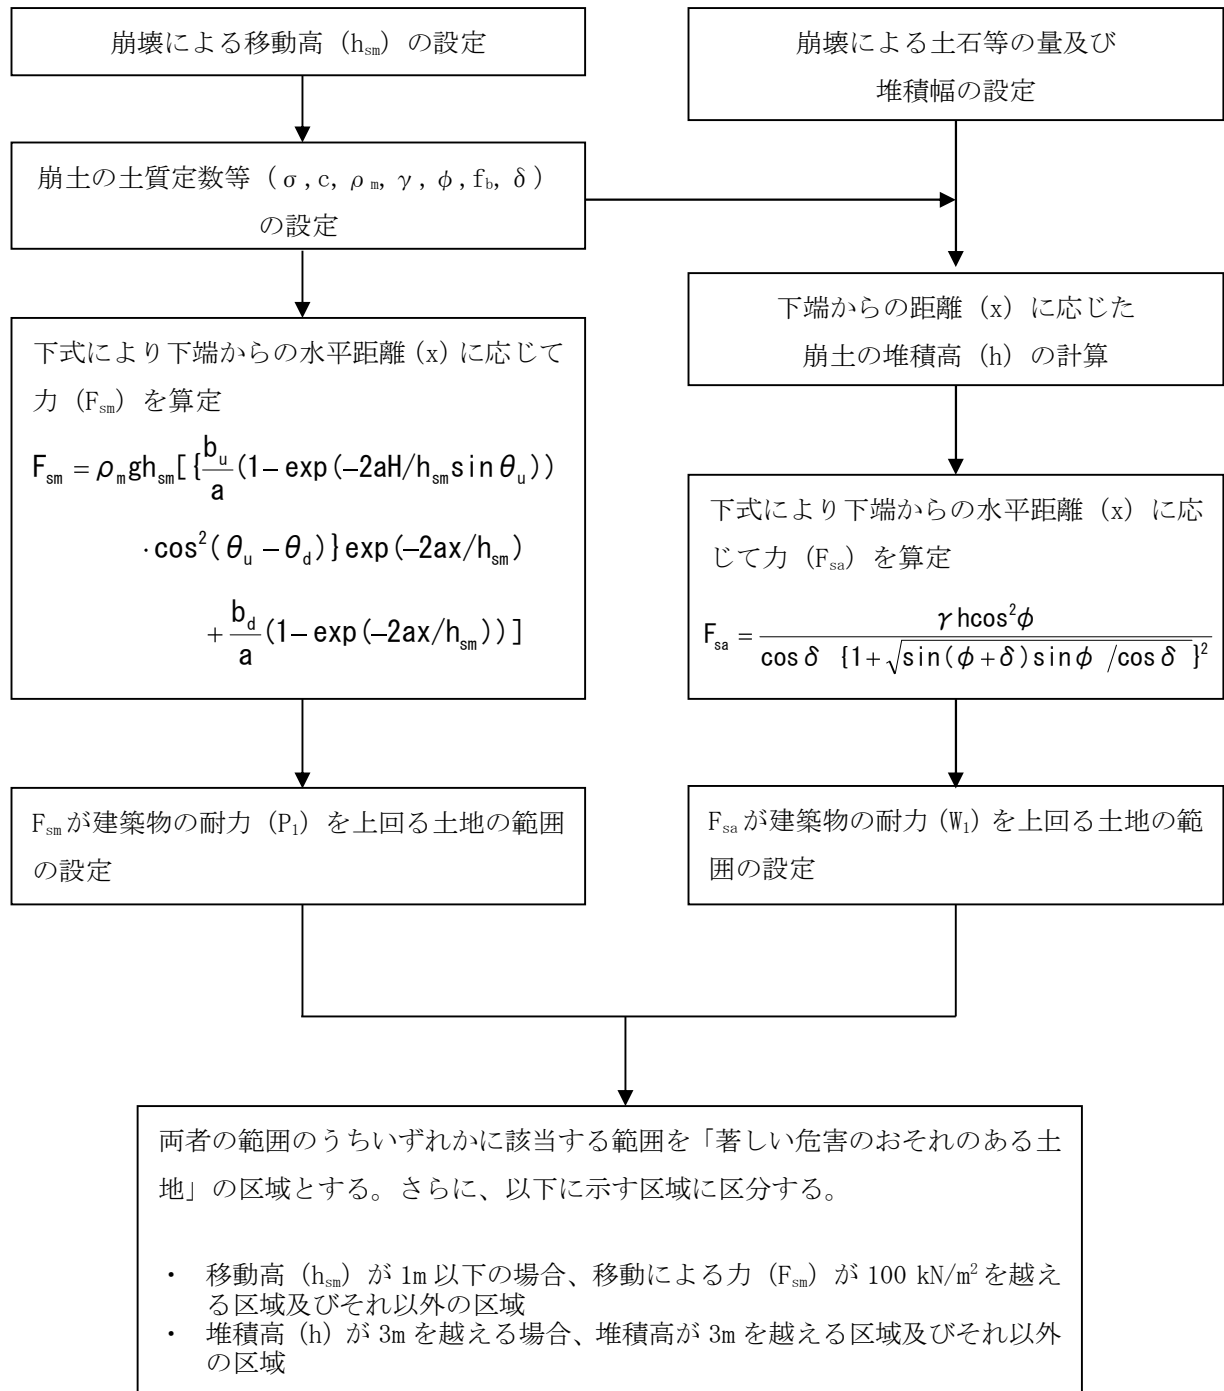 崩壊による移動高（hsm）の設定
崩土の土質定数等（σ,c, ρm, γ, φ,fb, δ）
の設定
下式により下端からの水平距離（x）に応じて
力（Fsm）を算定
Fsm = ρmghsm[{bu/a(1−exp(−2aH/hsmsinθu))
·cos²(θu−θd)}exp(−2ax/hsm)
+bd/a(1−exp(−2ax/hsm))]
Fsmが建築物の耐力（P1）を上回る土地の範囲
の設定
崩壊による土石等の量及び
堆積幅の設定
下端からの距離（x）に応じた
崩土の堆積高（h）の計算
下式により下端からの水平距離（x）に応
じて力（Fsa）を算定
Fsa = γhcos²φ / cosδ {1+√sin(φ+δ)sinφ /cosδ }²
Fsaが建築物の耐力（W1）を上回る土地の範
囲の設定
両者の範囲のうちいずれかに該当する範囲を「著しい危害のおそれのある土
地」の区域とする。さらに、以下に示す区域に区分する。
・ 移動高（hsm）が 1m 以下の場合、移動による力（Fsm）が 100 kN/m²を越え
る区域及びそれ以外の区域
・ 堆積高（h）が 3m を越える場合、堆積高が 3m を越える区域及びそれ以外
の区域